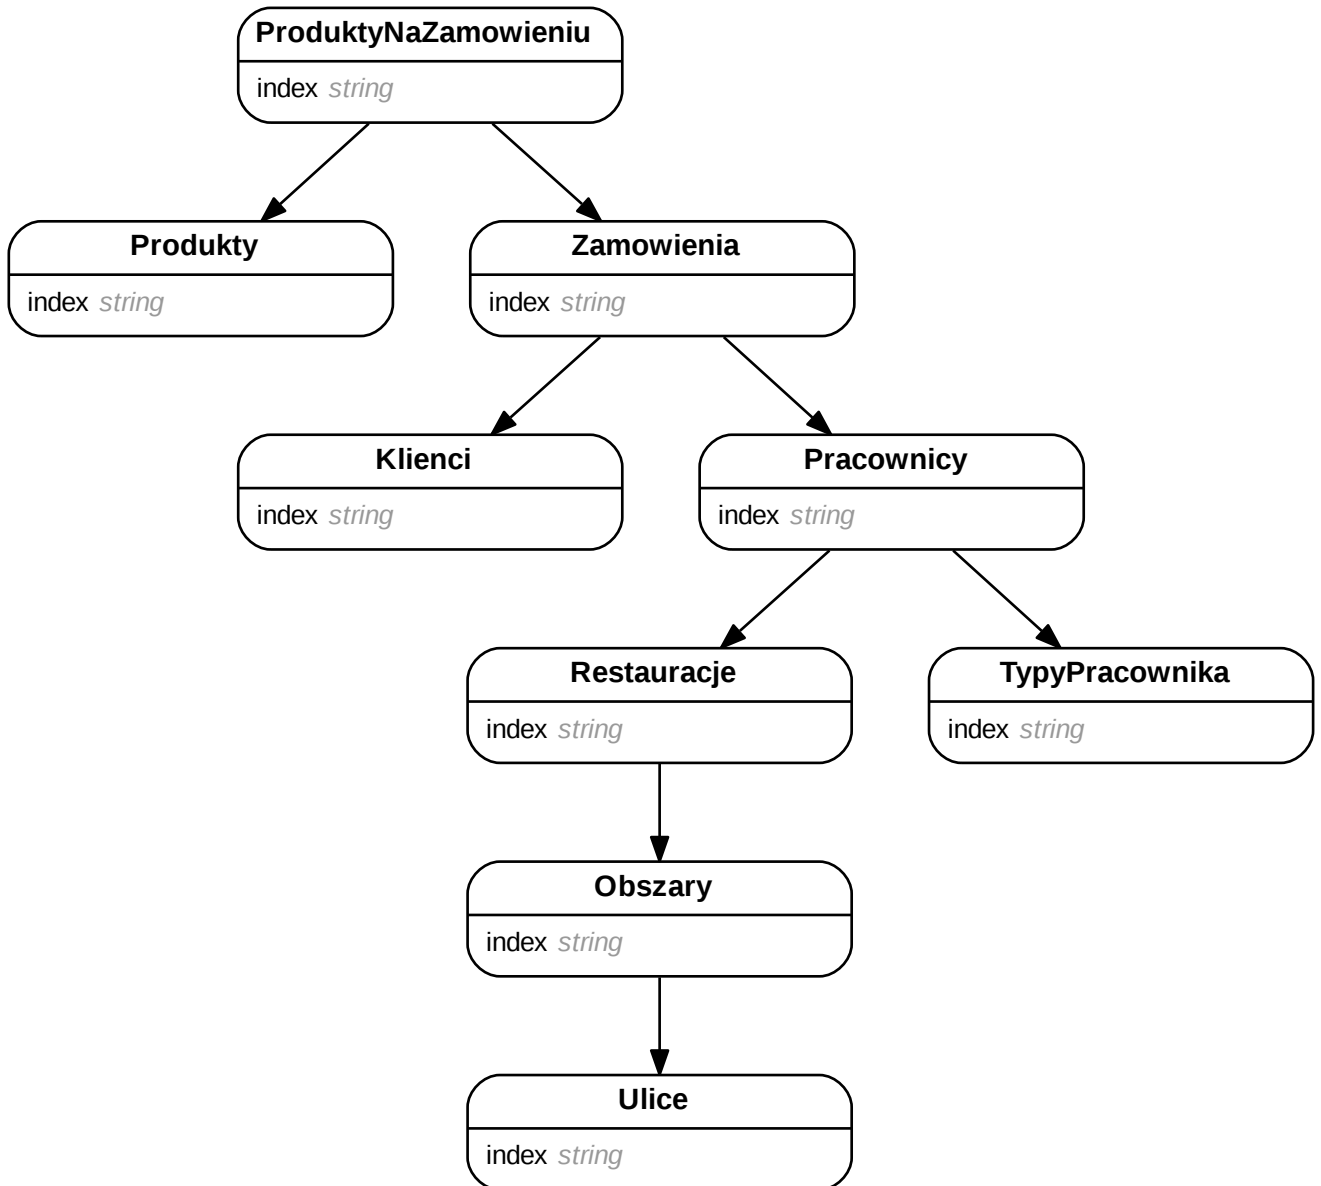 ProduktyNaZamowieniu
index string
Produkty
index string
Zamowienia
index string
Klienci
index string
Pracownicy
index string
Restauracje
index string
TypyPracownika
index string
Obszary
index string
Ulice
index string